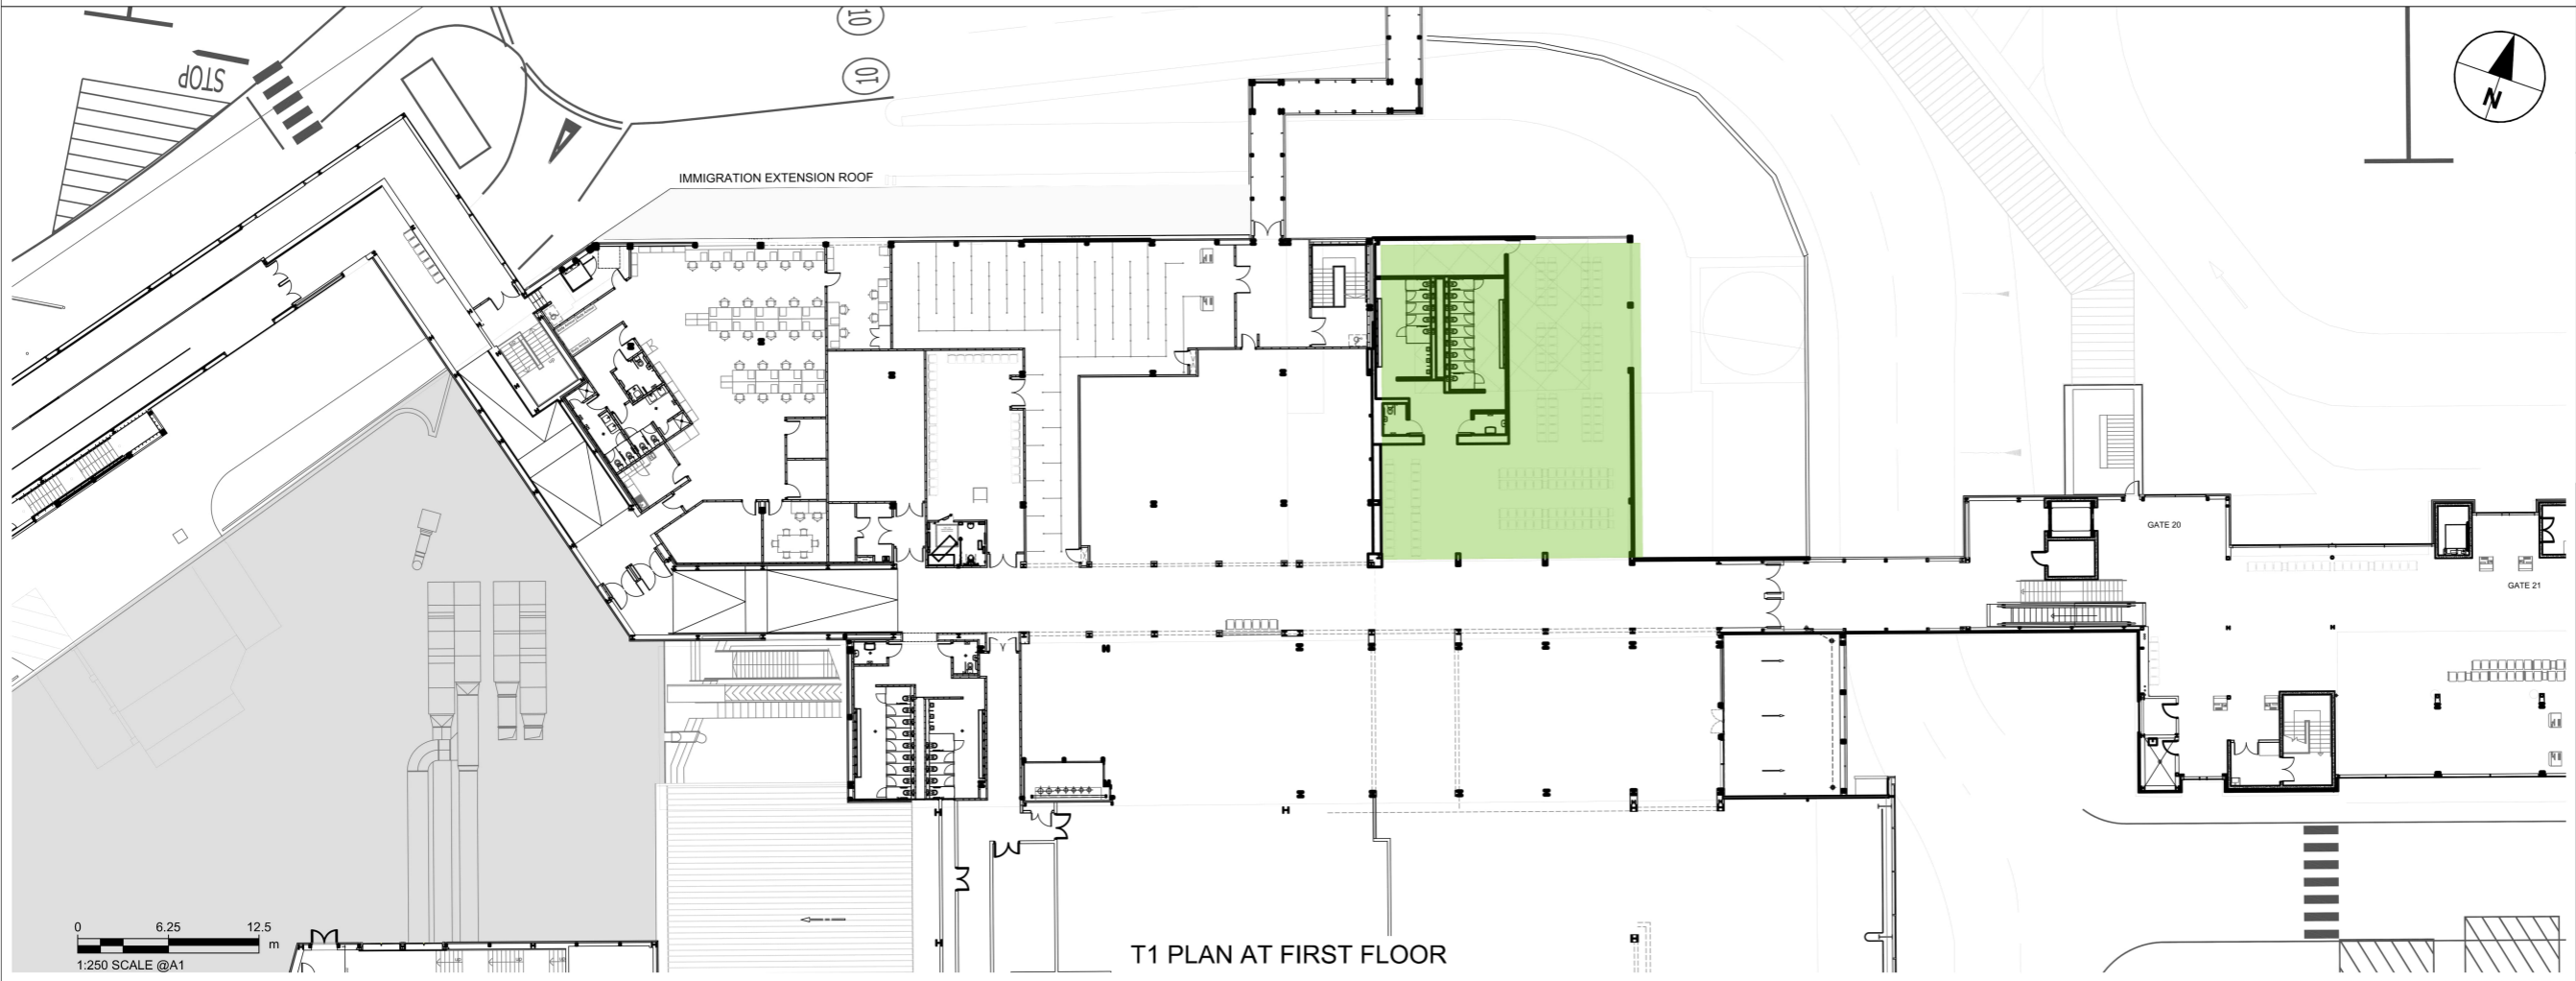 10
STOP
10
N
IMMIGRATION EXTENSION ROOF
GATE 20
GATE 21
0 6.25 12.5
m
1:250 SCALE @A1
T1 PLAN AT FIRST FLOOR